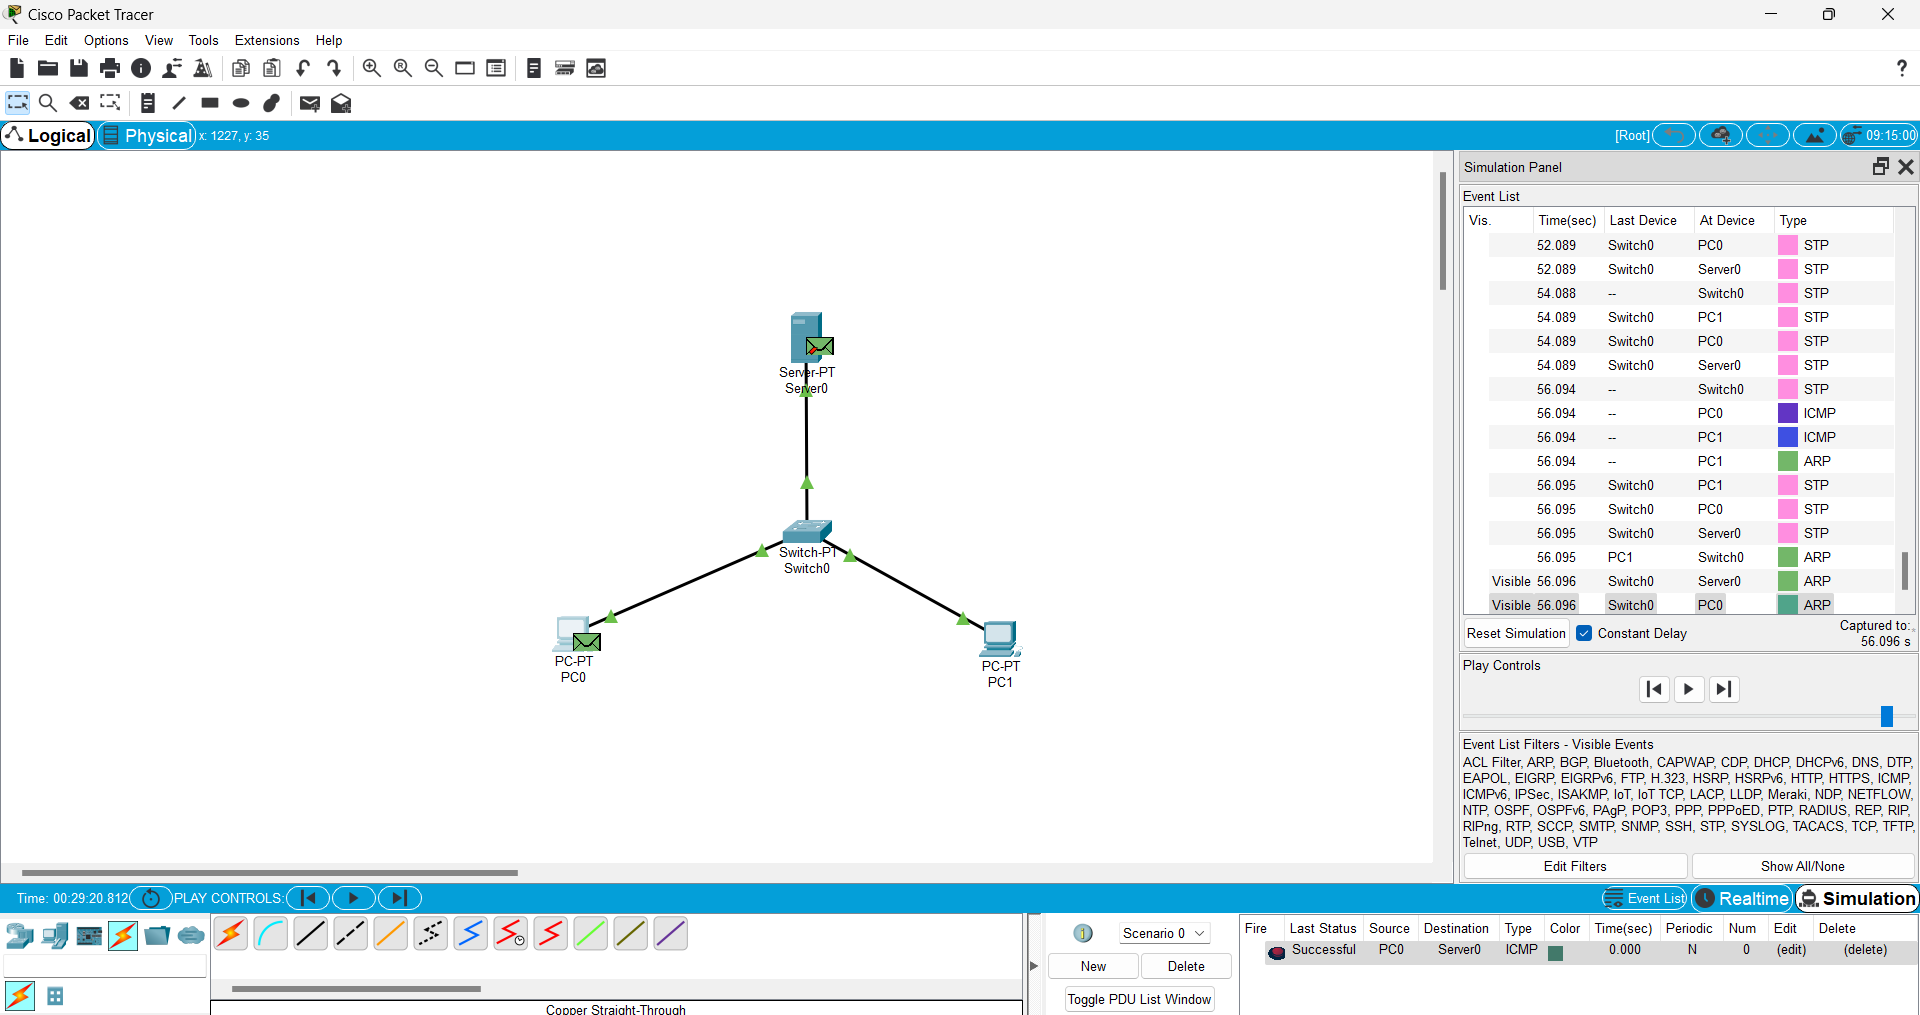 Cisco Packet Tracer
File Edit Options View Tools Extensions Help
Logical Physical x: 1227, y: 35 [Root] 09:15:00
Simulation Panel
Event List
Vis. Time(sec) Last Device At Device Type
52.089 Switch0 PC0 STP
52.089 Switch0 Server0 STP
54.088 -- Switch0 STP
54.089 Switch0 PC1 STP
54.089 Switch0 PC0 STP
54.089 Switch0 Server0 STP
56.094 -- Switch0 STP
56.094 -- PC0 ICMP
56.094 -- PC1 ICMP
56.094 -- PC1 ARP
56.095 Switch0 PC1 STP
56.095 Switch0 PC0 STP
56.095 Switch0 Server0 STP
56.095 PC1 Switch0 ARP
Visible 56.096 Switch0 Server0 ARP
Visible 56.096 Switch0 PC0 ARP
Reset Simulation Constant Delay Captured to:
56.096 s
Play Controls
Event List Filters - Visible Events
ACL Filter, ARP, BGP, Bluetooth, CAPWAP, CDP, DHCP, DHCPv6, DNS, DTP,
EAPOL, EIGRP, EIGRPv6, FTP, H.323, HSRP, HSRPv6, HTTP, HTTPS, ICMP,
ICMPv6, IPSec, ISAKMP, IoT, IoT TCP, LACP, LLDP, Meraki, NDP, NETFLOW,
NTP, OSPF, OSPFv6, PAgP, POP3, PPP, PPPoED, PTP, RADIUS, REP, RIP,
RIPng, RTP, SCCP, SMTP, SNMP, SSH, STP, SYSLOG, TACACS, TCP, TFTP,
Telnet, UDP, USB, VTP
Edit Filters Show All/None
Server-PT
Server0
Switch-PT
Switch0
PC-PT
PC0
PC-PT
PC1
Time: 00:29:20.812 PLAY CONTROLS: Event List Realtime Simulation
Copper Straight-Through
Scenario 0
New Delete
Toggle PDU List Window
Fire Last Status Source Destination Type Color Time(sec) Periodic Num Edit Delete
Successful PC0 Server0 ICMP 0.000 N 0 (edit) (delete)